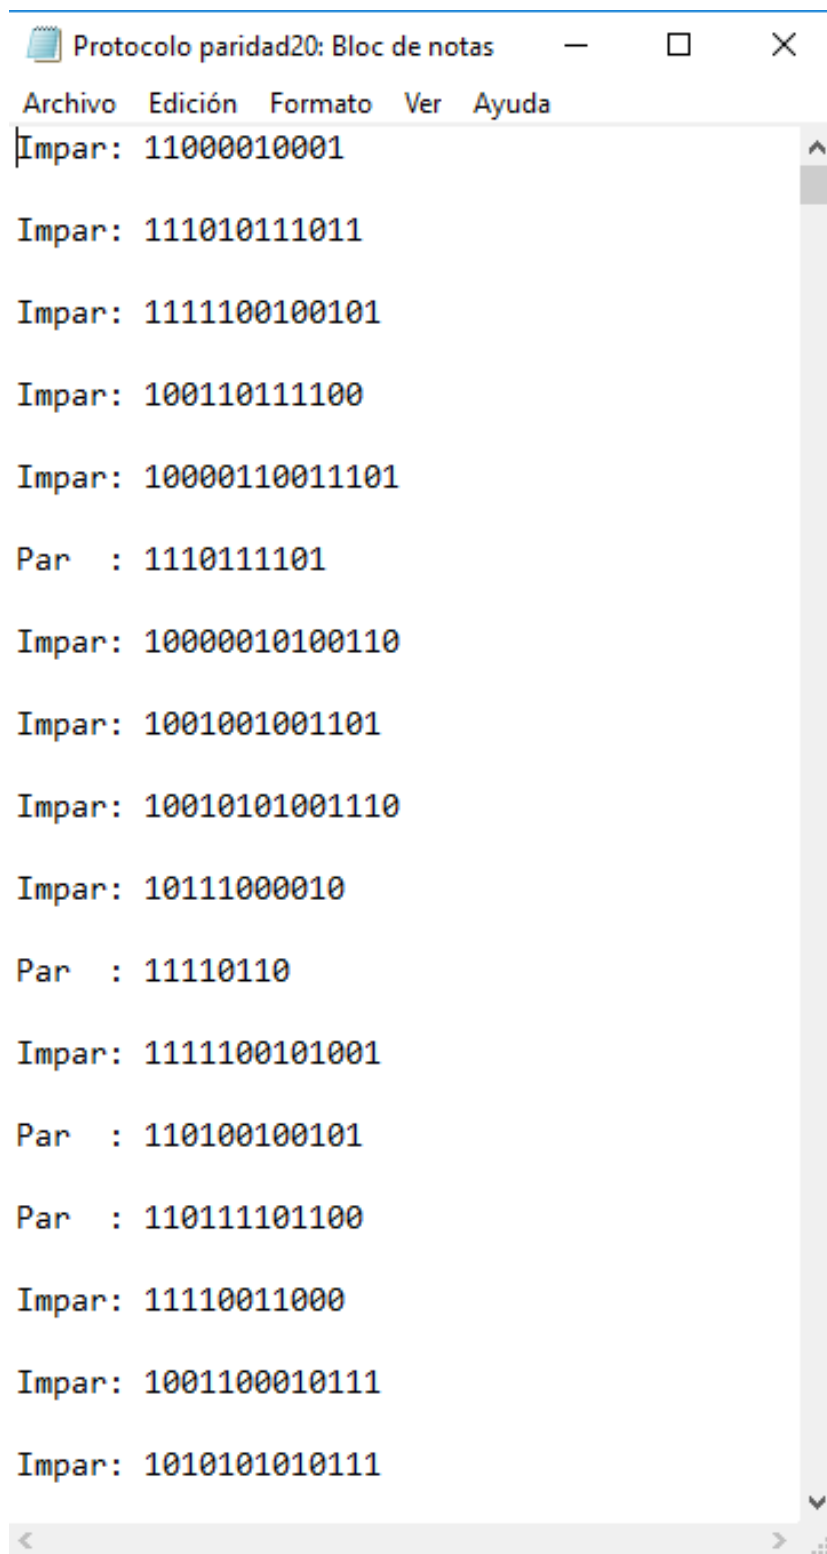 Protocolo paridad20: Bloc de notas
Archivo Edición Formato Ver Ayuda
Impar: 11000010001
Impar: 111010111011
Impar: 1111100100101
Impar: 100110111100
Impar: 10000110011101
Par  : 1110111101
Impar: 10000010100110
Impar: 1001001001101
Impar: 10010101001110
Impar: 10111000010
Par  : 11110110
Impar: 1111100101001
Par  : 110100100101
Par  : 110111101100
Impar: 11110011000
Impar: 1001100010111
Impar: 1010101010111